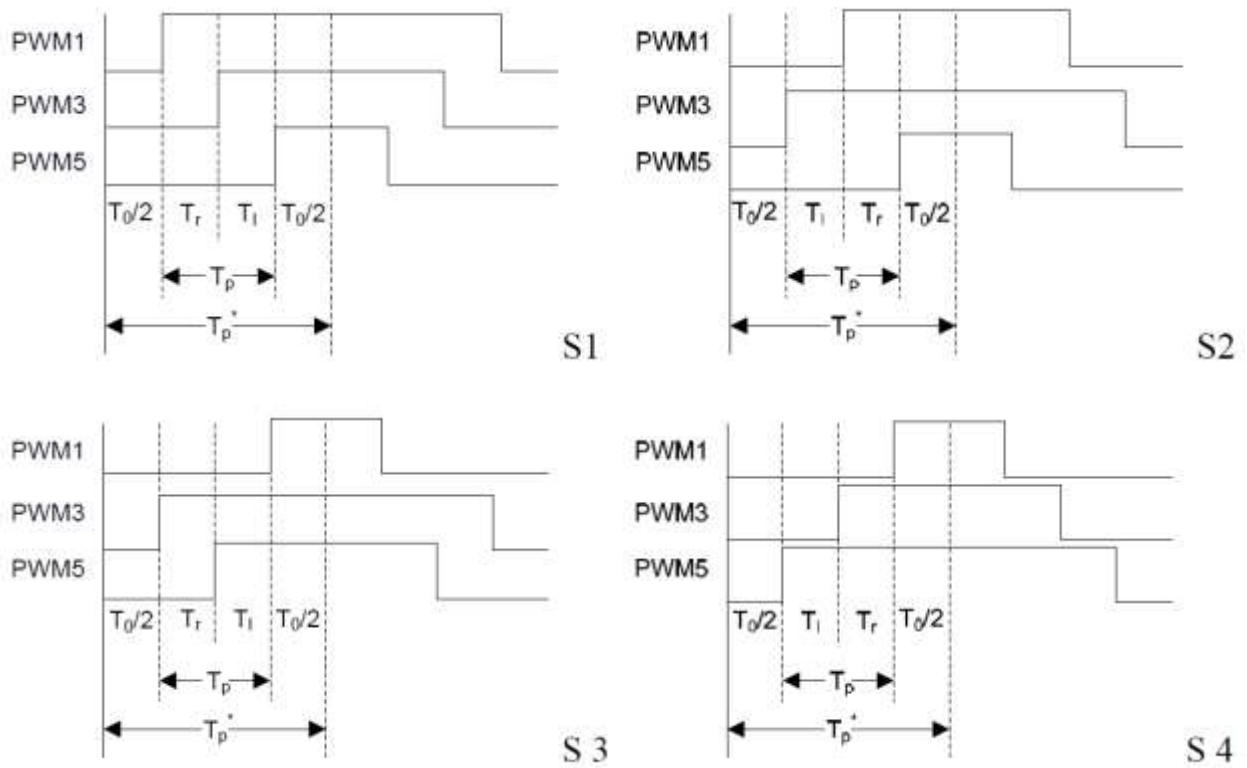 PWM1
PWM3
PWM5
T₀/2 Tᵣ Tₗ T₀/2
Tₚ
Tₚ*
S1
PWM1
PWM3
PWM5
T₀/2 Tₗ Tᵣ T₀/2
Tₚ
Tₚ*
S2
PWM1
PWM3
PWM5
T₀/2 Tᵣ Tₗ T₀/2
Tₚ
Tₚ*
S 3
PWM1
PWM3
PWM5
T₀/2 Tₗ Tᵣ T₀/2
Tₚ
Tₚ*
S 4